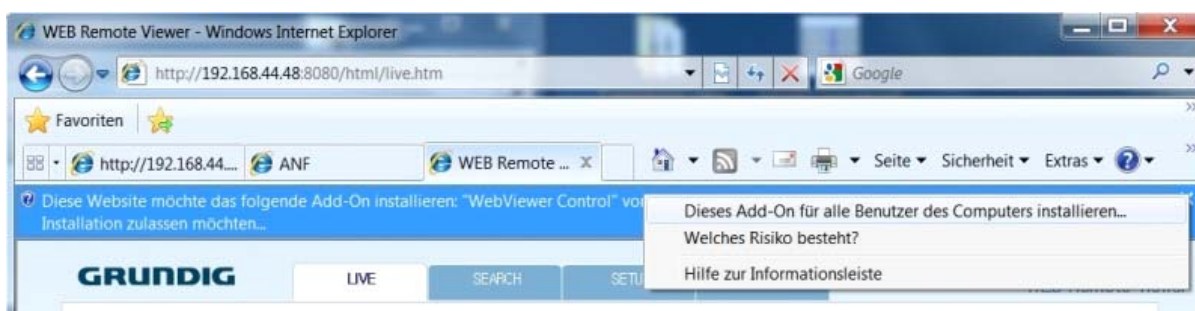 WEB Remote Viewer - Windows Internet Explorer
http://192.168.44.48:8080/html/live.htm
Google
Favoriten
http://192.168.44.... ANF WEB Remote ... X Seite Sicherheit Extras
Diese Website möchte das folgende Add-On installieren: "WebViewer Control"
Installation zulassen möchten...
Dieses Add-On für alle Benutzer des Computers installieren...
Welches Risiko besteht?
Hilfe zur Informationsleiste
GRUNDIG LIVE SEARCH